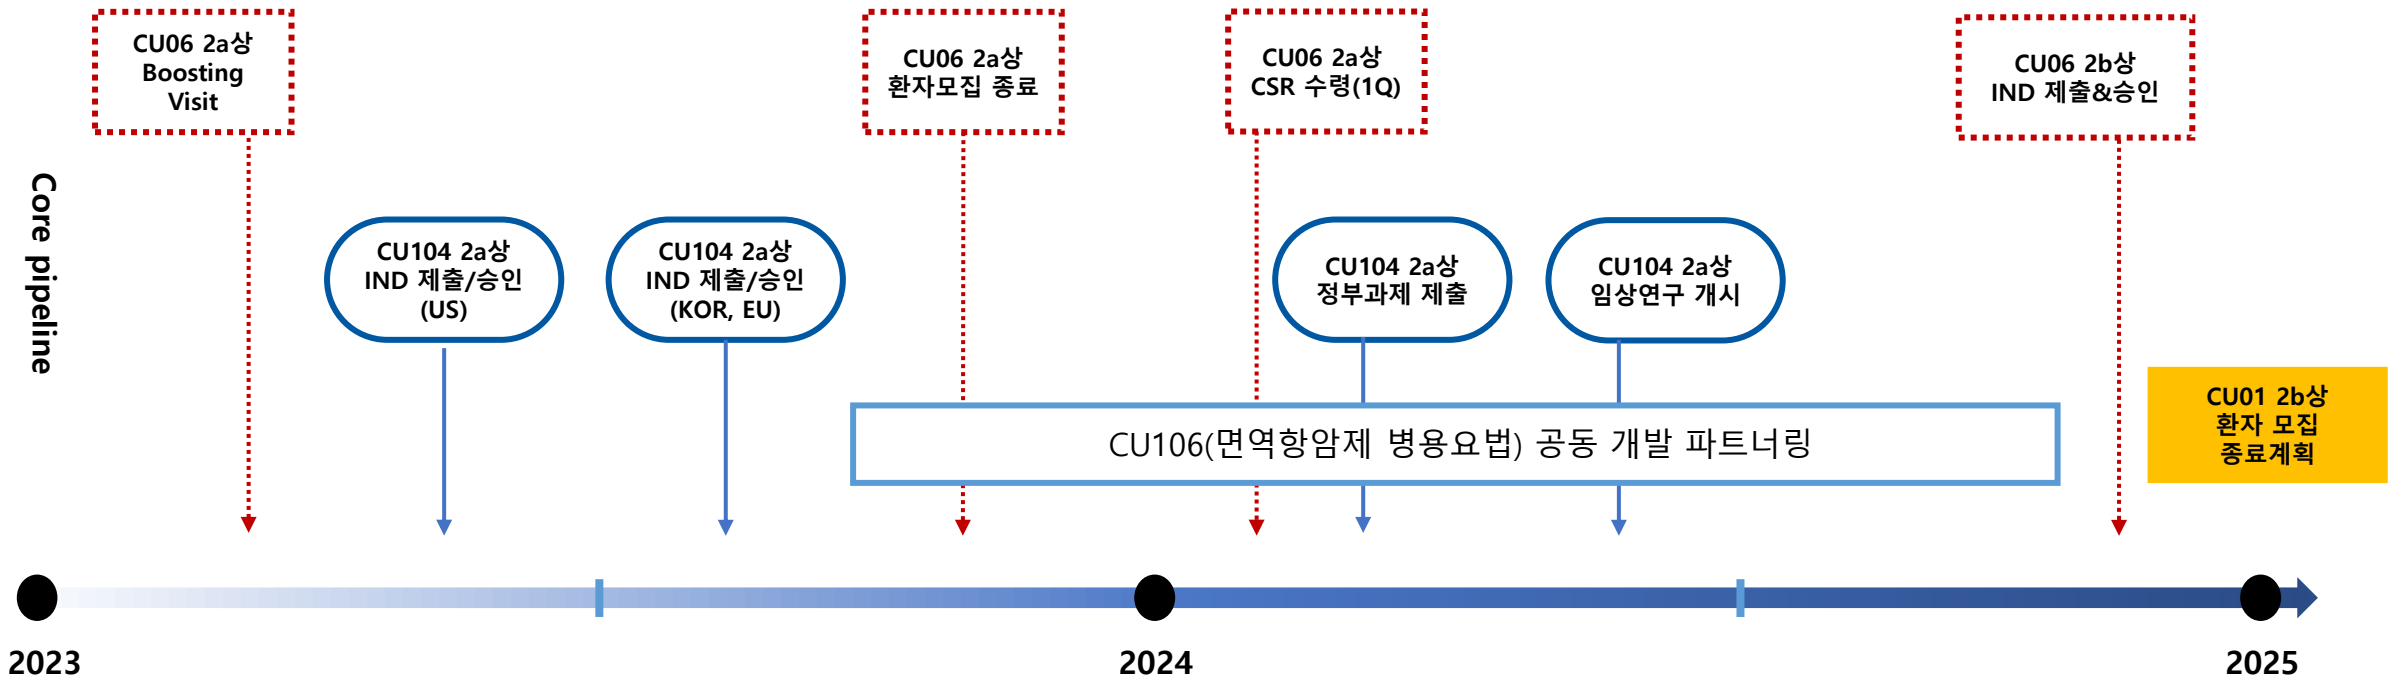 CU06 2a상
Boosting
Visit
CU06 2a상
환자모집 종료
CU06 2a상
CSR 수령(1Q)
CU06 2b상
IND 제출&승인
Core pipeline
CU104 2a상
IND 제출/승인
(US)
CU104 2a상
IND 제출/승인
(KOR, EU)
CU104 2a상
정부과제 제출
CU104 2a상
임상연구 개시
CU106(면역항암제 병용요법) 공동 개발 파트너링
CU01 2b상
환자 모집
종료계획
2023
2024
2025